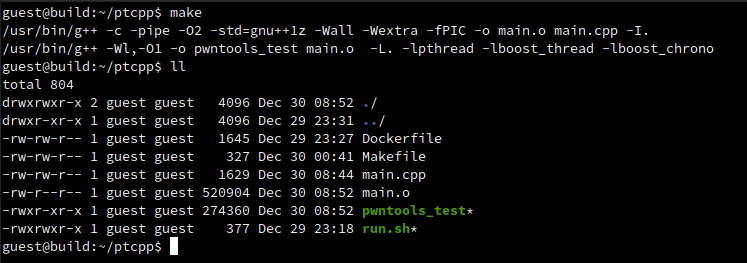 guest@build:~/ptcpp$ make
/usr/bin/g++ -c -pipe -O2 -std=gnu++1z -Wall -Wextra -fPIC -o main.o main.cpp -I.
/usr/bin/g++ -Wl,-O1 -o pwntools_test main.o  -L. -lpthread -lboost_thread -lboost_chrono
guest@build:~/ptcpp$ ll
total 804
drwxrwxr-x 2 guest guest   4096 Dec 30 08:52 ./
drwxr-xr-x 1 guest guest   4096 Dec 29 23:31 ../
-rw-rw-r-- 1 guest guest   1645 Dec 29 23:27 Dockerfile
-rw-rw-r-- 1 guest guest    327 Dec 30 00:41 Makefile
-rw-rw-r-- 1 guest guest   1629 Dec 30 08:44 main.cpp
-rw-r--r-- 1 guest guest 520904 Dec 30 08:52 main.o
-rwxr-xr-x 1 guest guest 274360 Dec 30 08:52 pwntools_test*
-rwxrwxr-x 1 guest guest    377 Dec 29 23:18 run.sh*
guest@build:~/ptcpp$